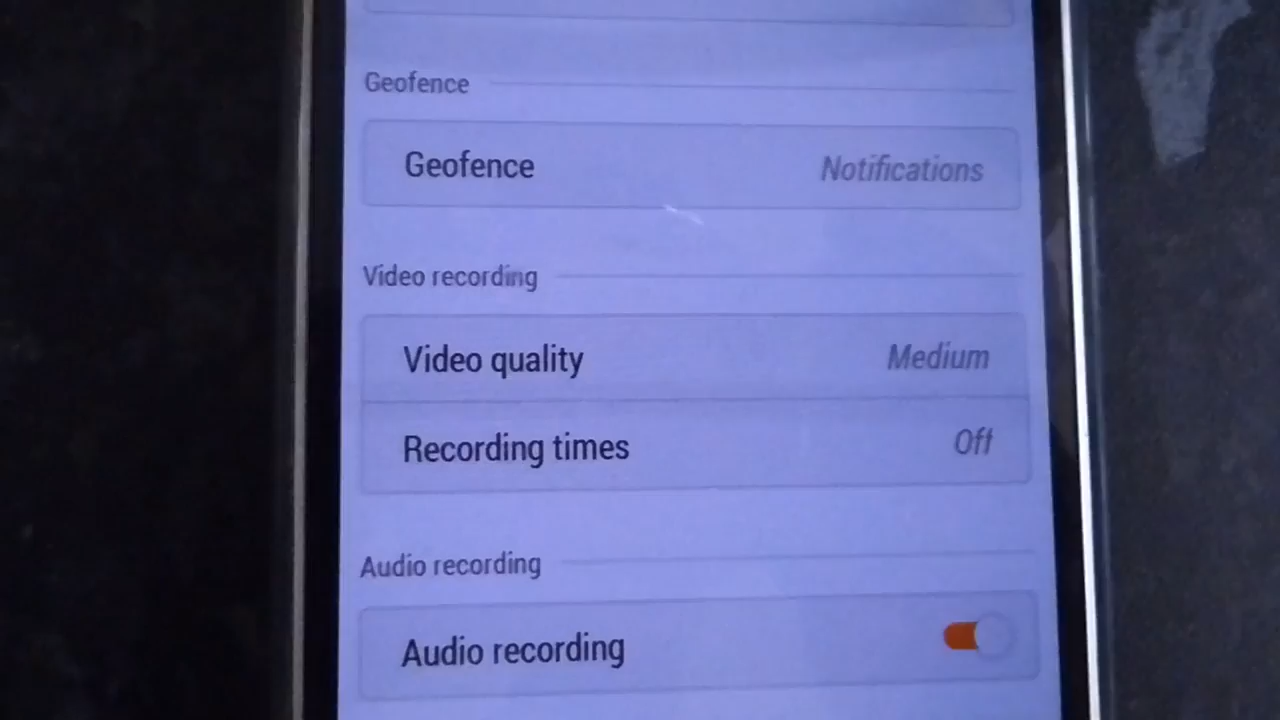 Geofence
Geofence Notifications
Video recording
Video quality Medium
Recording times Off
Audio recording
Audio recording